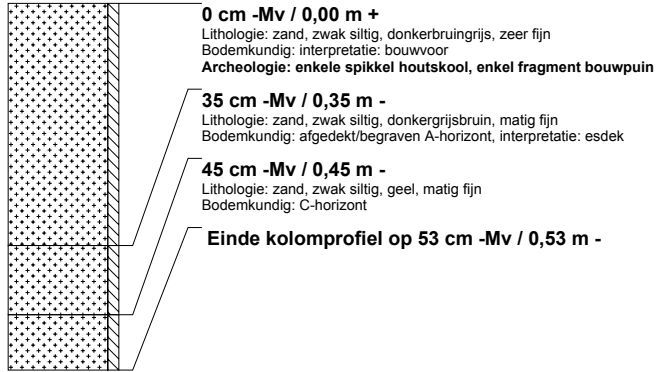 0 cm -Mv / 0,00 m +
Lithologie: zand, zwak siltig, donkerbruingrijs, zeer fijn
Bodemkundig: interpretatie: bouwvoor
Archeologie: enkele spikkel houtskool, enkel fragment bouwpuin
35 cm -Mv / 0,35 m -
Lithologie: zand, zwak siltig, donkergrijsbruin, matig fijn
Bodemkundig: afgedekt/begraven A-horizont, interpretatie: esdek
45 cm -Mv / 0,45 m -
Lithologie: zand, zwak siltig, geel, matig fijn
Bodemkundig: C-horizont
Einde kolomprofiel op 53 cm -Mv / 0,53 m -